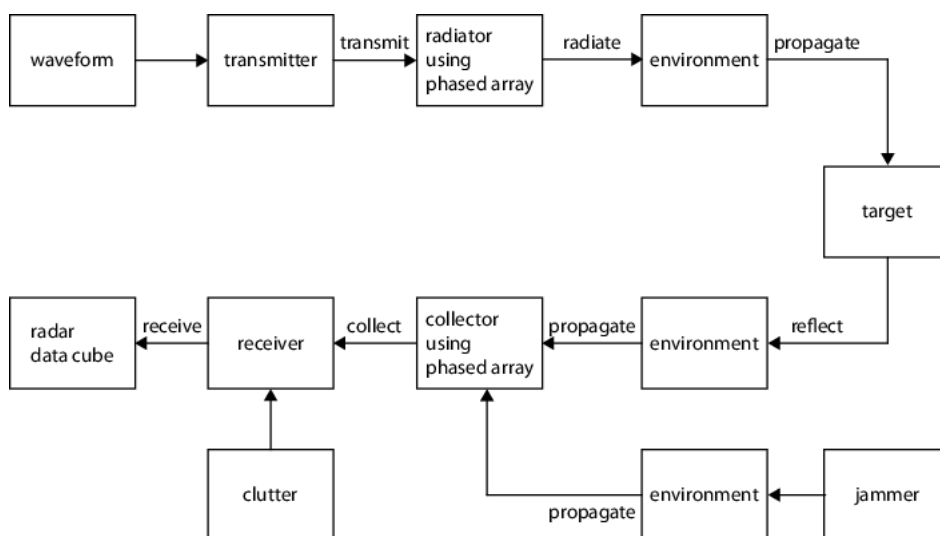 waveform
transmitter
transmit
radiator
using
phased array
radiate
environment
propagate
target
reflect
environment
propagate
collector
using
phased array
collect
receiver
receive
radar
data cube
clutter
jammer
environment
propagate